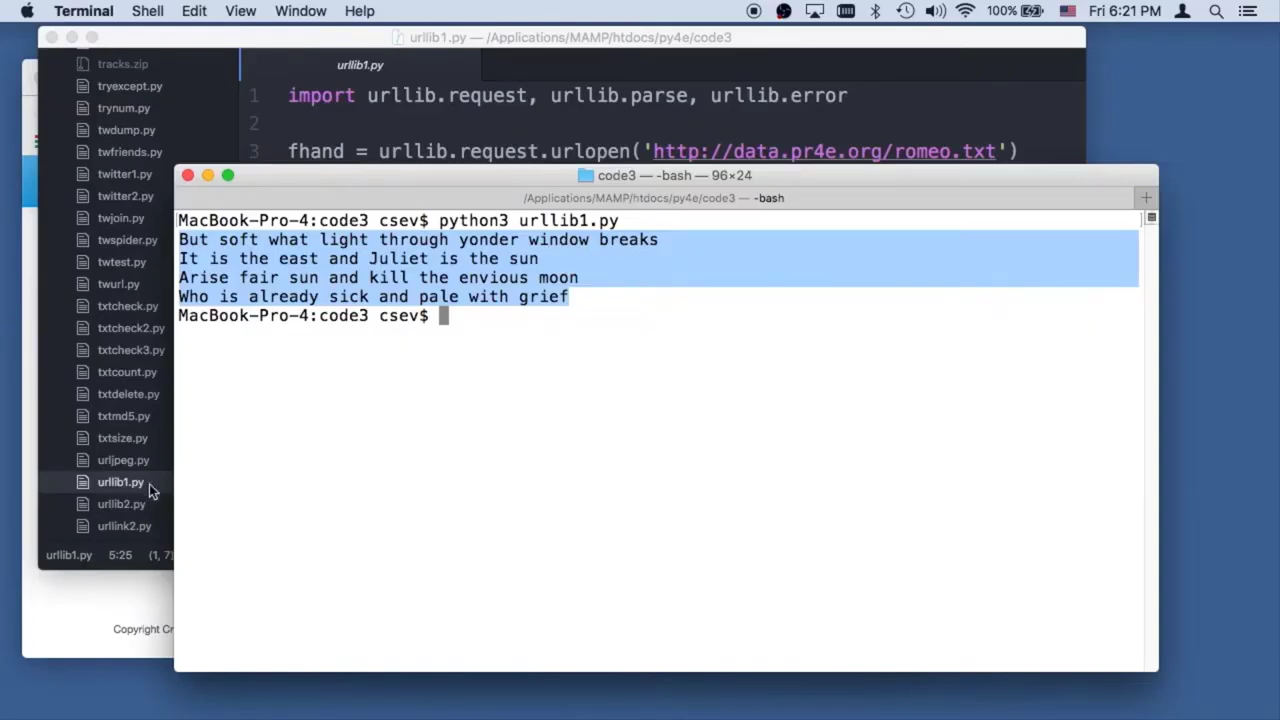 Terminal Shell Edit View Window Help 100% Fri 6:21 PM
urllib1.py — /Applications/MAMP/htdocs/py4e/code3
tracks.zip
tryexcept.py
trynum.py
twdump.py
twfriends.py
twitter1.py
twitter2.py
twjoin.py
twspider.py
twtest.py
twurl.py
txtcheck.py
txtcheck2.py
txtcheck3.py
txtcount.py
txtdelete.py
txtmd5.py
txtsize.py
urljpeg.py
urllib1.py
urllib2.py
urllink2.py
urllib1.py 5:25 (1, 7)
urllib1.py
1 import urllib.request, urllib.parse, urllib.error
2
3 fhand = urllib.request.urlopen('http://data.pr4e.org/romeo.txt')
code3 — -bash — 96×24
/Applications/MAMP/htdocs/py4e/code3 — -bash
MacBook-Pro-4:code3 csev$ python3 urllib1.py
But soft what light through yonder window breaks
It is the east and Juliet is the sun
Arise fair sun and kill the envious moon
Who is already sick and pale with grief
MacBook-Pro-4:code3 csev$
Copyright Cr